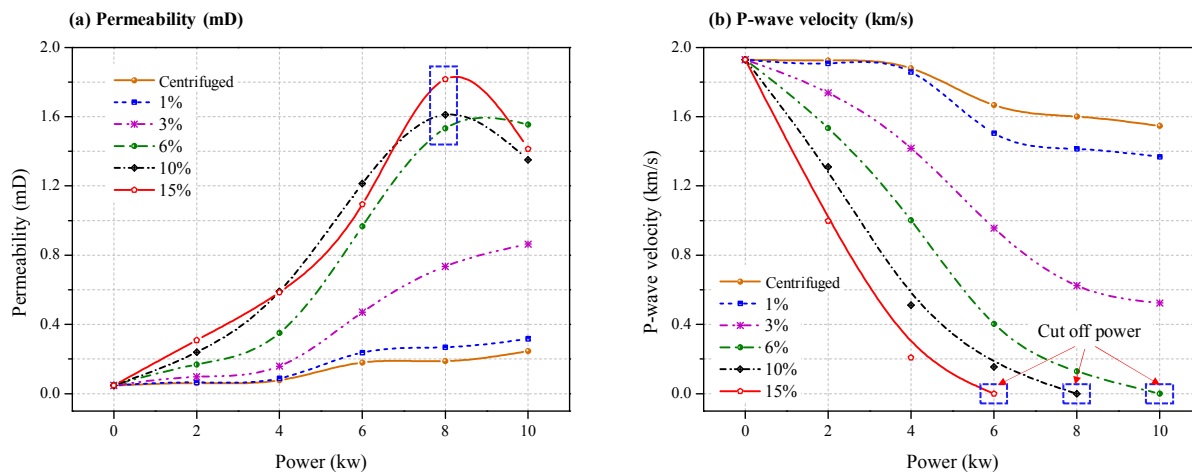 (a) Permeability (mD)
2.0
1.6
1.2
0.8
0.4
0.0
Permeability (mD)
Centrifuged
1%
3%
6%
10%
15%
0 2 4 6 8 10
Power (kw)
(b) P-wave velocity (km/s)
2.0
1.6
1.2
0.8
0.4
0.0
P-wave velocity (km/s)
Centrifuged
1%
3%
6%
10%
15%
Cut off power
0 2 4 6 8 10
Power (kw)